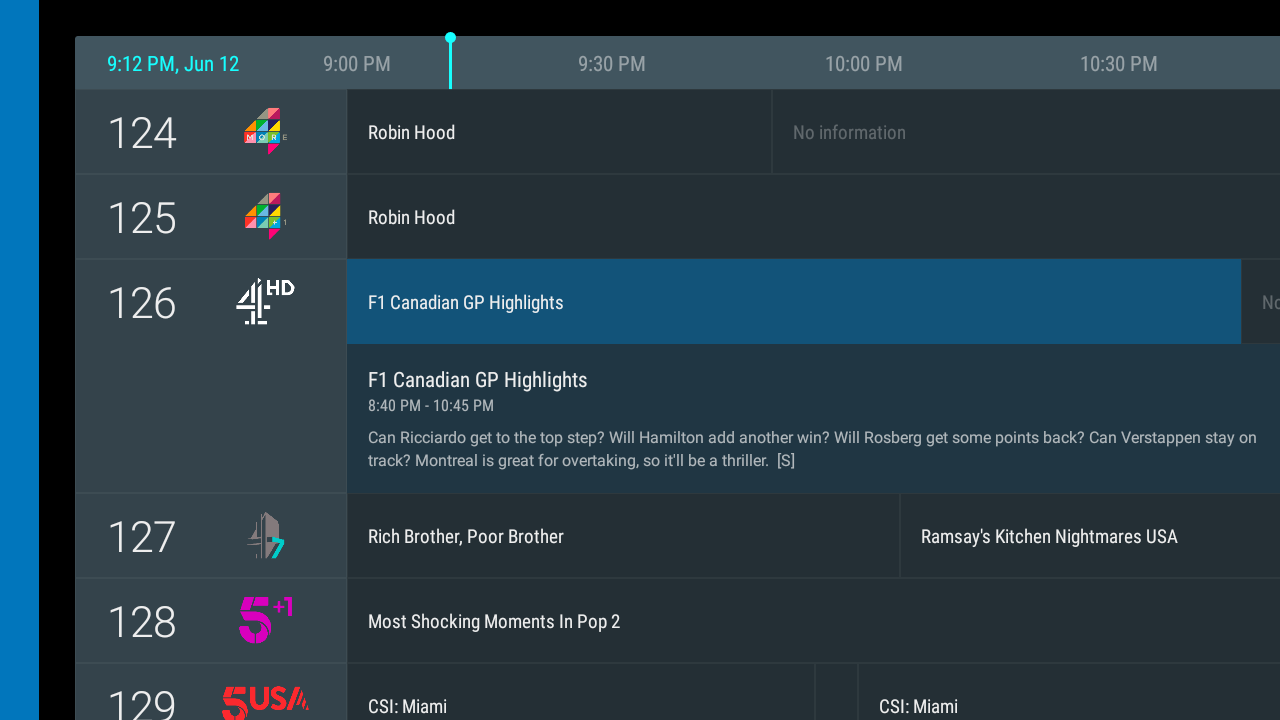 9:12 PM, Jun 12 9:00 PM 9:30 PM 10:00 PM 10:30 PM
124 MORE Robin Hood No information
125 +1 Robin Hood
126 4HD F1 Canadian GP Highlights No
F1 Canadian GP Highlights
8:40 PM - 10:45 PM
Can Ricciardo get to the top step? Will Hamilton add another win? Will Rosberg get some points back? Can Verstappen stay on
track? Montreal is great for overtaking, so it'll be a thriller. [S]
127 4 7 Rich Brother, Poor Brother Ramsay's Kitchen Nightmares USA
128 5+1 Most Shocking Moments In Pop 2
129 5USA CSI: Miami CSI: Miami